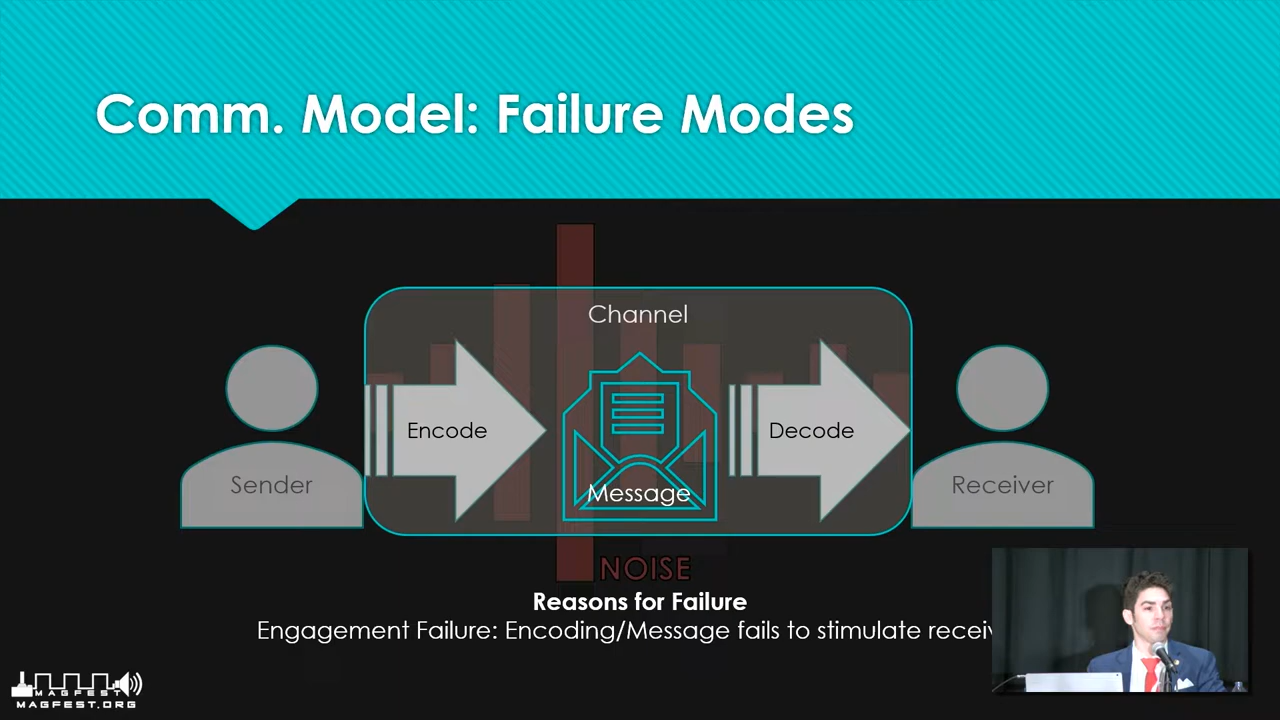 Comm. Model: Failure Modes
Channel
Encode
Decode
Sender
Message
Receiver
NOISE
Reasons for Failure
Engagement Failure: Encoding/Message fails to stimulate
MAGFEST
MAGFEST.ORG